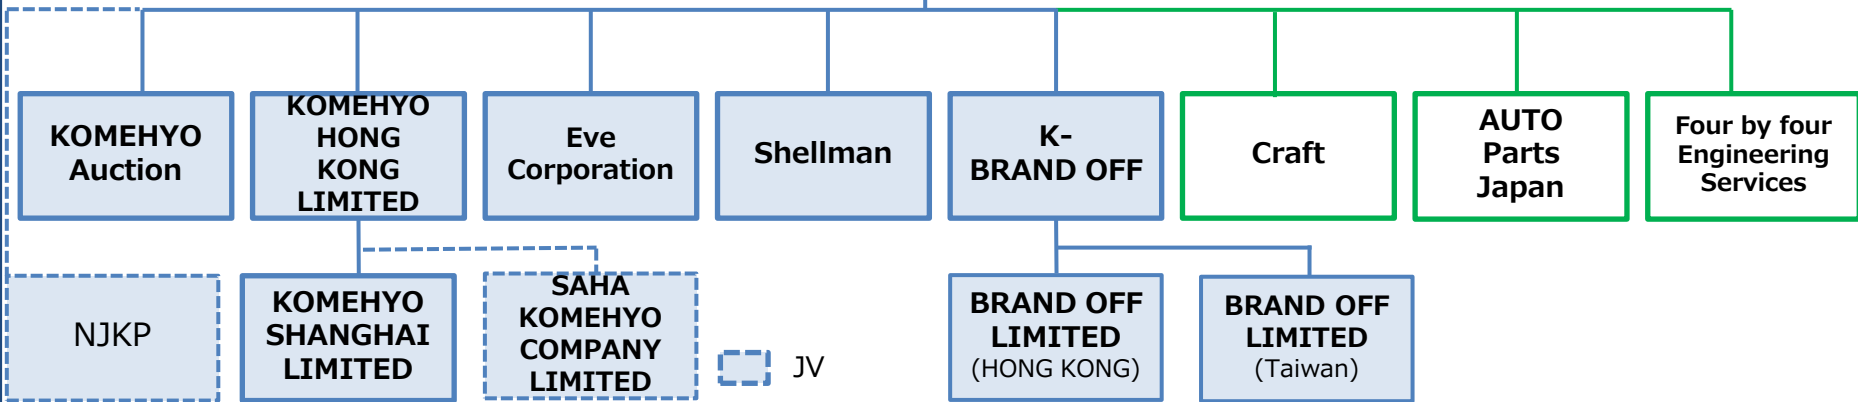 KOMEHYO
Auction
KOMEHYO
HONG
KONG
LIMITED
Eve
Corporation
Shellman
K-
BRAND OFF
Craft
AUTO
Parts
Japan
Four by four
Engineering
Services
NJKP
KOMEHYO
SHANGHAI
LIMITED
SAHA
KOMEHYO
COMPANY
LIMITED
JV
BRAND OFF
LIMITED
(HONG KONG)
BRAND OFF
LIMITED
(Taiwan)